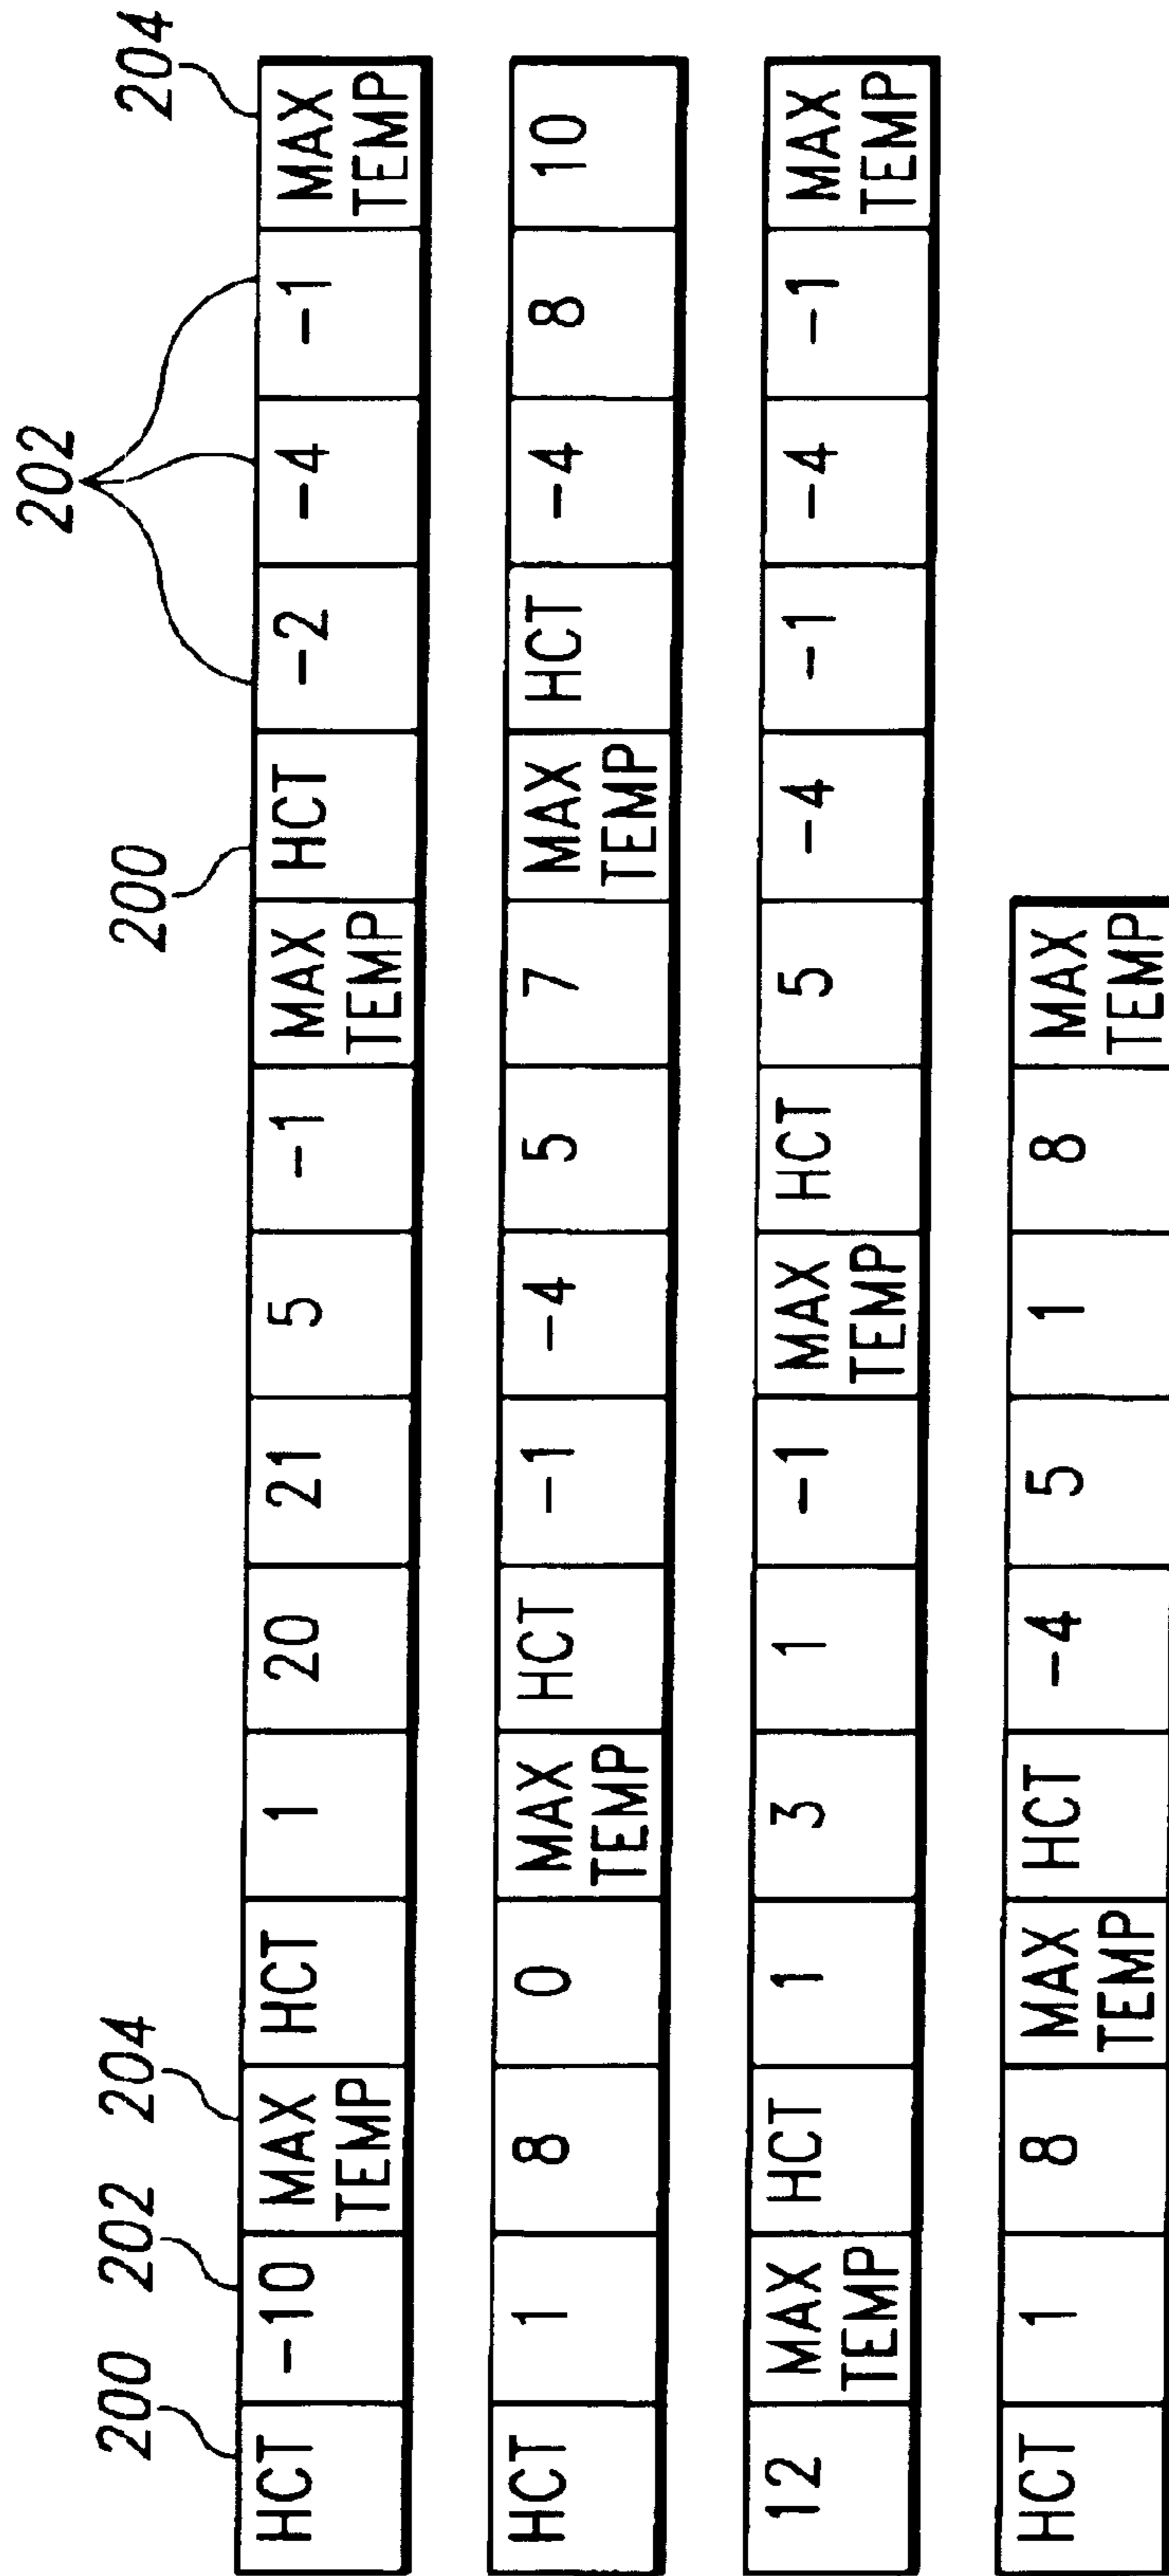 202
200 202 204 200 204
HCT -10 MAX TEMP HCT 1 20 21 5 -1 MAX TEMP HCT -2 -4 -1 MAX TEMP
HCT 1 8 0 MAX TEMP HCT -1 -4 5 7 MAX TEMP HCT -4 8 10
12 MAX TEMP HCT 1 3 1 -1 MAX TEMP HCT 5 -4 -1 -4 -1 MAX TEMP
HCT 1 8 MAX TEMP HCT -4 5 1 8 MAX TEMP